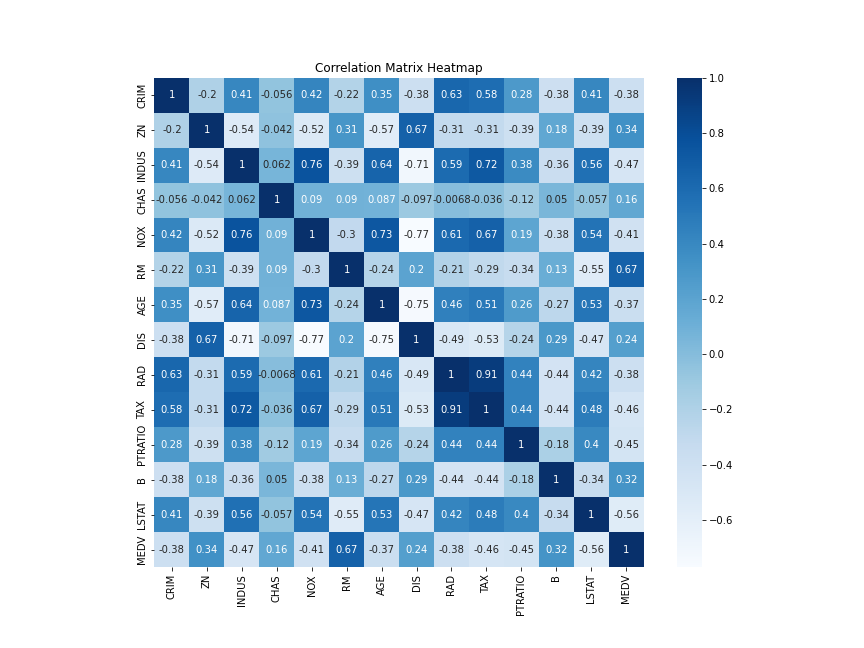 Correlation Matrix Heatmap
CRIM 1 -0.2 0.41 -0.056 0.42 -0.22 0.35 -0.38 0.63 0.58 0.28 -0.38 0.41 -0.38
ZN -0.2 1 -0.54 -0.042 -0.52 0.31 -0.57 0.67 -0.31 -0.31 -0.39 0.18 -0.39 0.34
INDUS 0.41 -0.54 1 0.062 0.76 -0.39 0.64 -0.71 0.59 0.72 0.38 -0.36 0.56 -0.47
CHAS -0.056 -0.042 0.062 1 0.09 0.09 0.087 -0.097 -0.0068 -0.036 -0.12 0.05 -0.057 0.16
NOX 0.42 -0.52 0.76 0.09 1 -0.3 0.73 -0.77 0.61 0.67 0.19 -0.38 0.54 -0.41
RM -0.22 0.31 -0.39 0.09 -0.3 1 -0.24 0.2 -0.21 -0.29 -0.34 0.13 -0.55 0.67
AGE 0.35 -0.57 0.64 0.087 0.73 -0.24 1 -0.75 0.46 0.51 0.26 -0.27 0.53 -0.37
DIS -0.38 0.67 -0.71 -0.097 -0.77 0.2 -0.75 1 -0.49 -0.53 -0.24 0.29 -0.47 0.24
RAD 0.63 -0.31 0.59 -0.0068 0.61 -0.21 0.46 -0.49 1 0.91 0.44 -0.44 0.42 -0.38
TAX 0.58 -0.31 0.72 -0.036 0.67 -0.29 0.51 -0.53 0.91 1 0.44 -0.44 0.48 -0.46
PTRATIO 0.28 -0.39 0.38 -0.12 0.19 -0.34 0.26 -0.24 0.44 0.44 1 -0.18 0.4 -0.45
B -0.38 0.18 -0.36 0.05 -0.38 0.13 -0.27 0.29 -0.44 -0.44 -0.18 1 -0.34 0.32
LSTAT 0.41 -0.39 0.56 -0.057 0.54 -0.55 0.53 -0.47 0.42 0.48 0.4 -0.34 1 -0.56
MEDV -0.38 0.34 -0.47 0.16 -0.41 0.67 -0.37 0.24 -0.38 -0.46 -0.45 0.32 -0.56 1
CRIM ZN INDUS CHAS NOX RM AGE DIS RAD TAX PTRATIO B LSTAT MEDV
1.0
0.8
0.6
0.4
0.2
0.0
−0.2
−0.4
−0.6